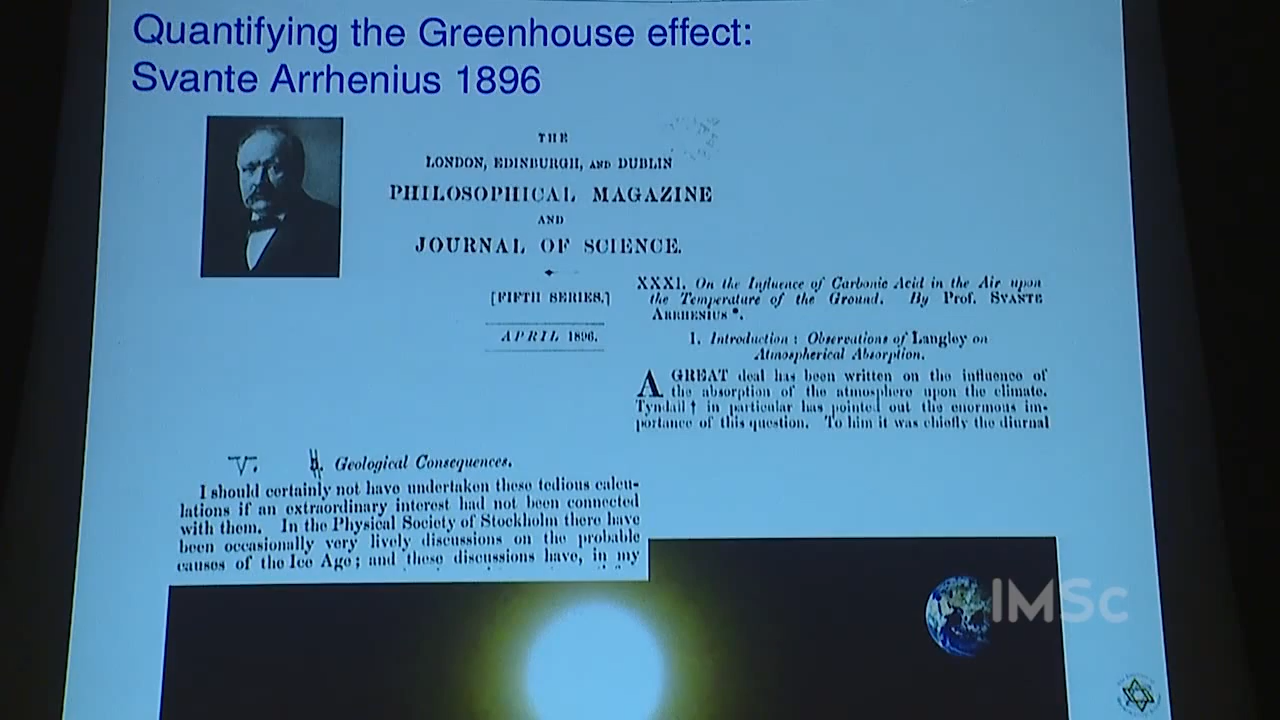 Quantifying the Greenhouse effect:
Svante Arrhenius 1896
THE
LONDON, EDINBURGH, AND DUBLIN
PHILOSOPHICAL MAGAZINE
AND
JOURNAL OF SCIENCE.
[FIFTH SERIES.]
APRIL 1896.
XXXI. On the Influence of Carbonic Acid in the Air upon
the Temperature of the Ground. By Prof. SVANTE
ARRHENIUS *.
1. Introduction : Observations of Langley on
Atmospherical Absorption.
A GREAT deal has been written on the influence of
the absorption of the atmosphere upon the climate.
Tyndall † in particular has pointed out the enormous im-
portance of this question. To him it was chiefly the diurnal
V. Geological Consequences.
I should certainly not have undertaken these tedious calcu-
lations if an extraordinary interest had not been connected
with them. In the Physical Society of Stockholm there have
been occasionally very lively discussions on the probable
causes of the Ice Age ; and these discussions have, in my
IMSc